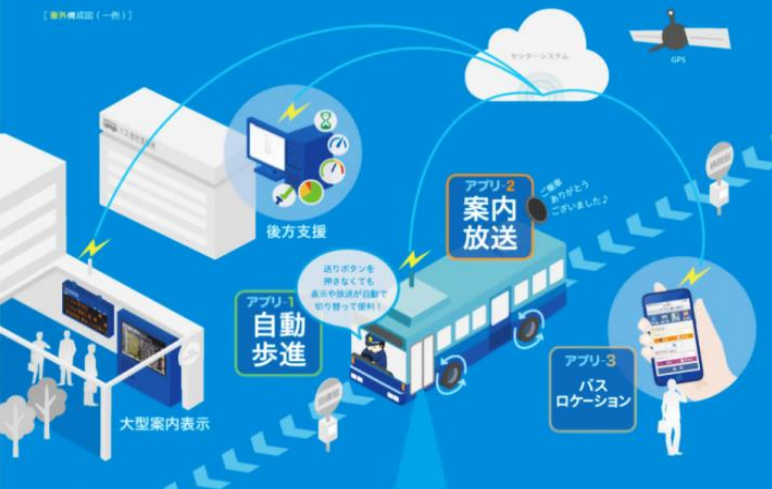 [車外構成図(一例)]
センターシステム
GPS
後方支援
アプリ-2
案内
放送
ご乗車
ありがとう
ございました♪
送りボタンを
押さなくても
表示や放送が自動で
切り替って便利!
アプリ-1
自動
歩進
アプリ-3
バス
ロケーション
大型案内表示